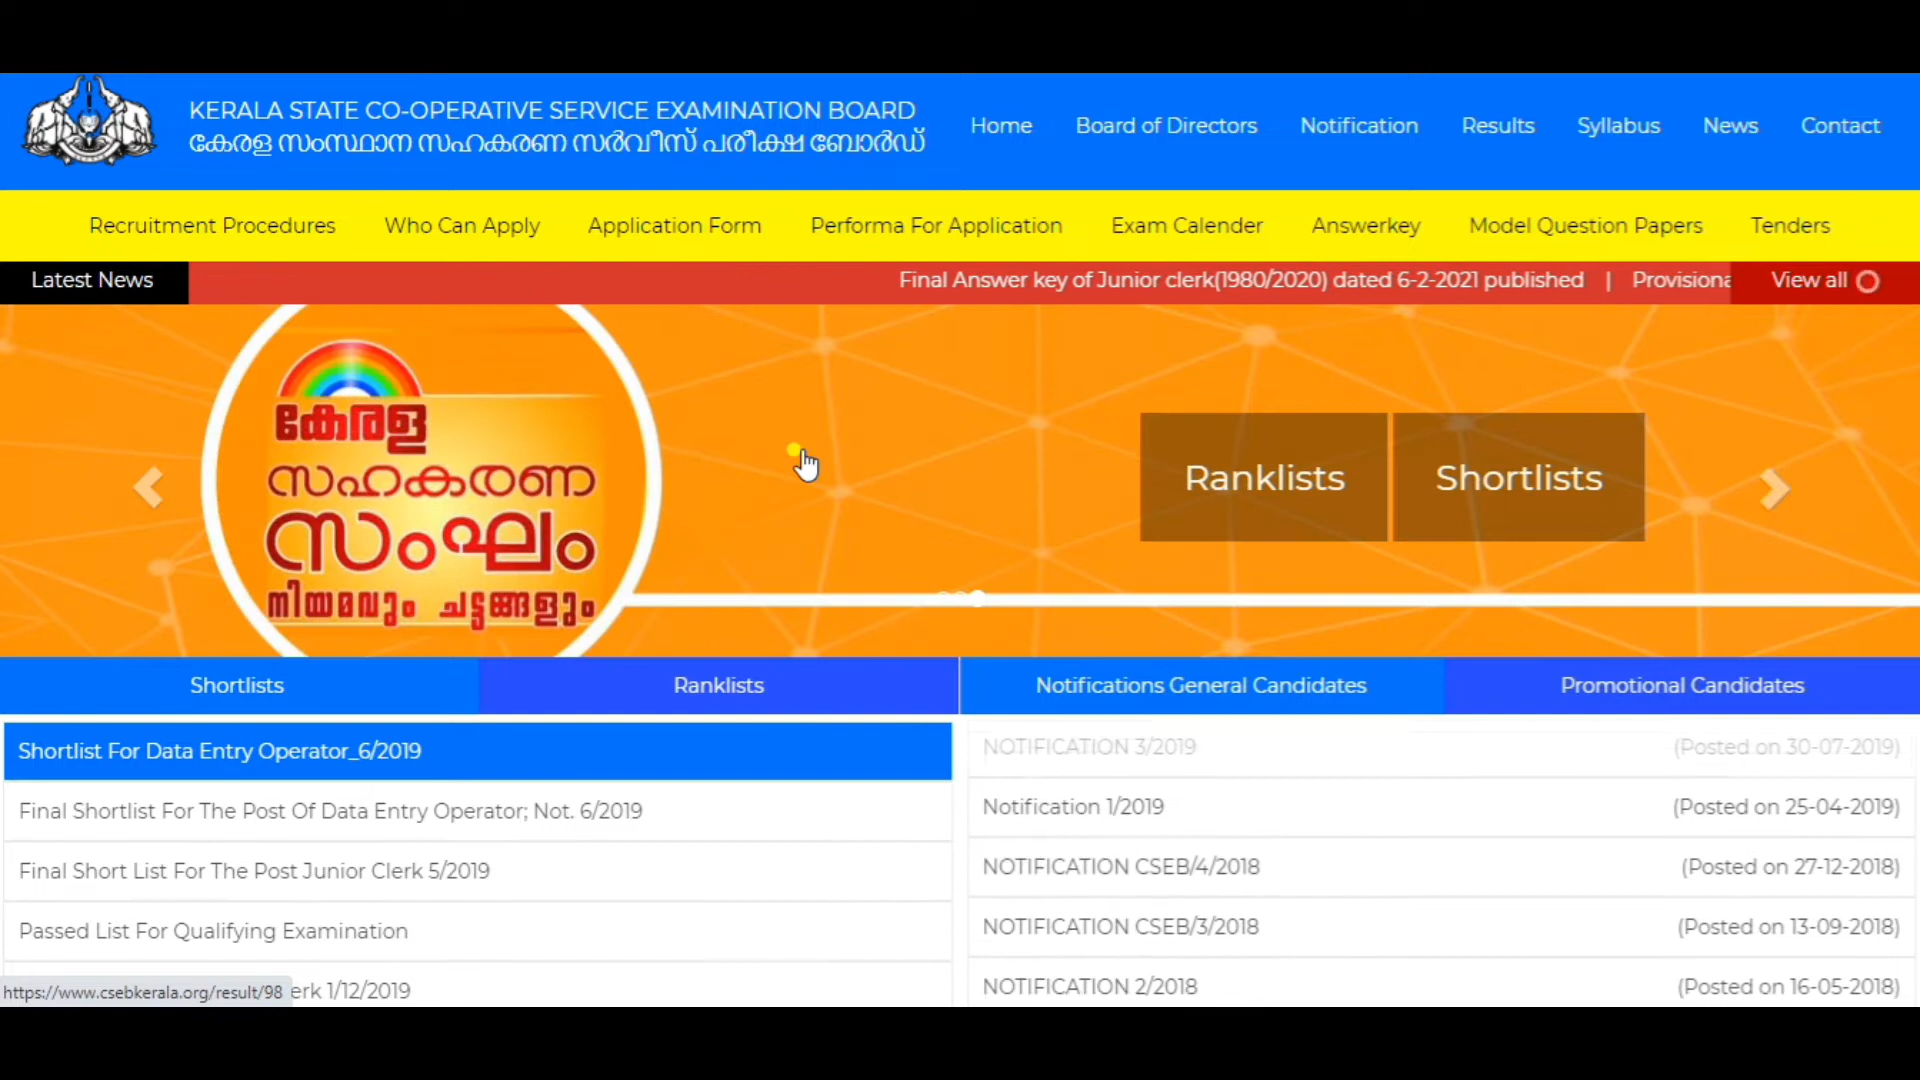 KERALA STATE CO-OPERATIVE SERVICE EXAMINATION BOARD
കേരള സംസ്ഥാന സഹകരണ സർവീസ് പരീക്ഷ ബോർഡ്
Home Board of Directors Notification Results Syllabus News Contact
Recruitment Procedures Who Can Apply Application Form Performa For Application Exam Calender Answerkey Model Question Papers Tenders
Latest News Final Answer key of Junior clerk(1980/2020) dated 6-2-2021 published | Provisiona View all
കേരള
സഹകരണ
സംഘം
നിയമവും ചട്ടങ്ങളും
Ranklists Shortlists
Shortlists Ranklists Notifications General Candidates Promotional Candidates
Shortlist For Data Entry Operator_6/2019
Final Shortlist For The Post Of Data Entry Operator; Not. 6/2019
Final Short List For The Post Junior Clerk 5/2019
Passed List For Qualifying Examination
erk 1/12/2019
https://www.csebkerala.org/result/98
NOTIFICATION 3/2019 (Posted on 30-07-2019)
Notification 1/2019 (Posted on 25-04-2019)
NOTIFICATION CSEB/4/2018 (Posted on 27-12-2018)
NOTIFICATION CSEB/3/2018 (Posted on 13-09-2018)
NOTIFICATION 2/2018 (Posted on 16-05-2018)